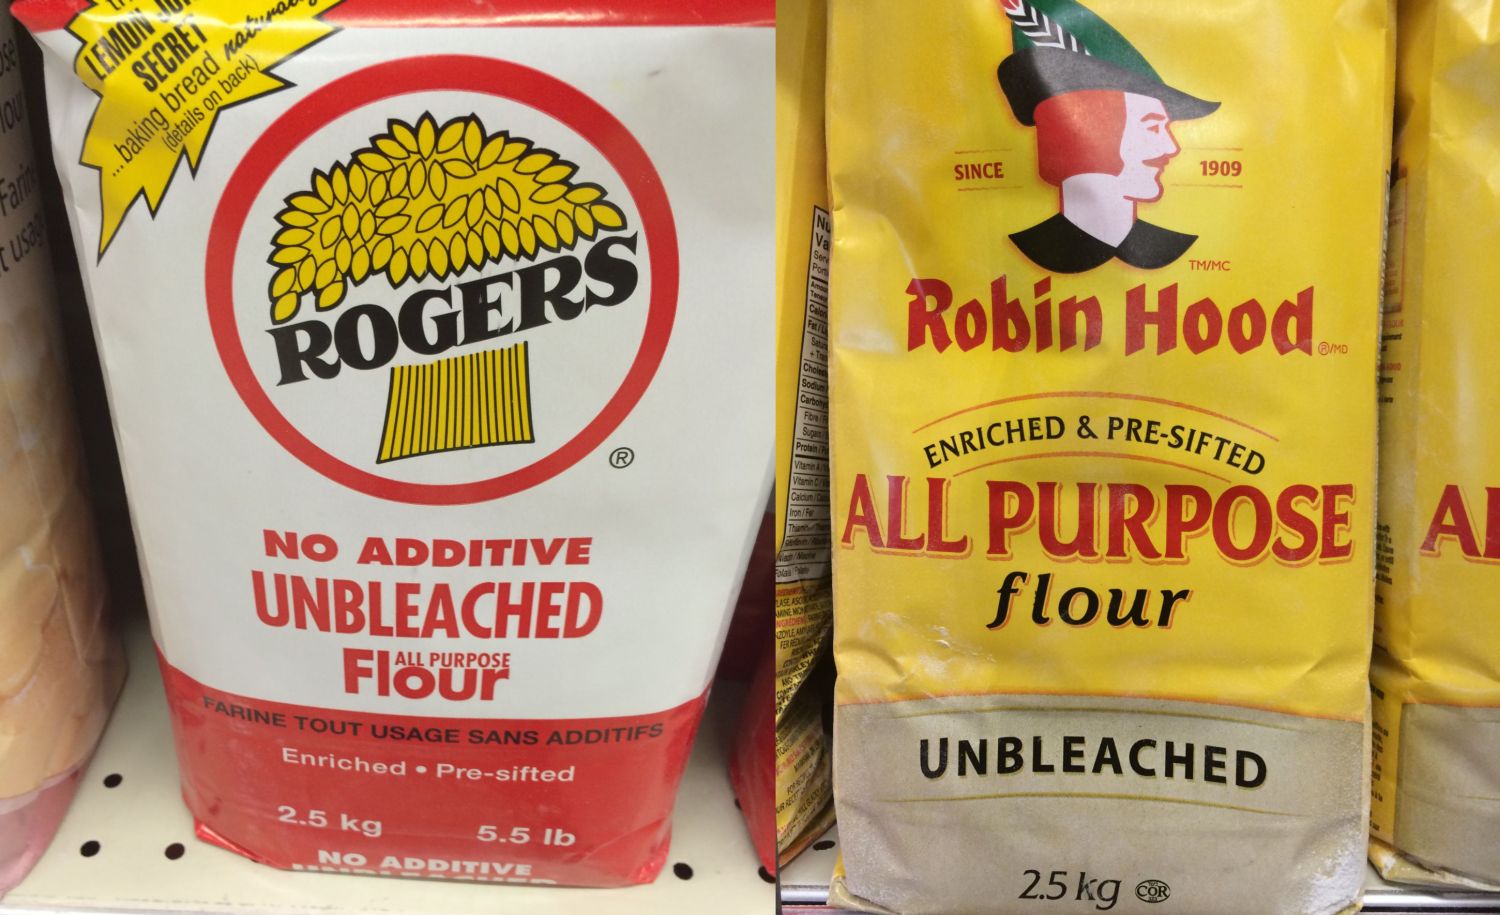 LEMON
SECRET
...baking bread naturally
(details on back)
ROGERS
®
NO ADDITIVE
UNBLEACHED
ALL PURPOSE
Flour
FARINE TOUT USAGE SANS ADDITIFS
Enriched • Pre-sifted
2.5 kg 5.5 lb
NO ADDITIVE
UNBLEACHED
SINCE 1909
TM/MC
Robin Hood ®/MD
ENRICHED & PRE-SIFTED
ALL PURPOSE
flour
UNBLEACHED
2.5 kg COR